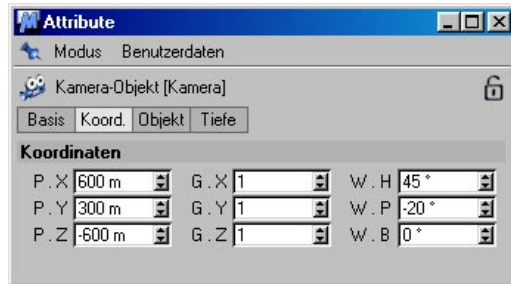 Attribute
Modus Benutzerdaten
Kamera-Objekt [Kamera]
Basis Koord. Objekt Tiefe
Koordinaten
P . X 600 m G . X 1 W . H 45 °
P . Y 300 m G . Y 1 W . P -20 °
P . Z -600 m G . Z 1 W . B 0 °